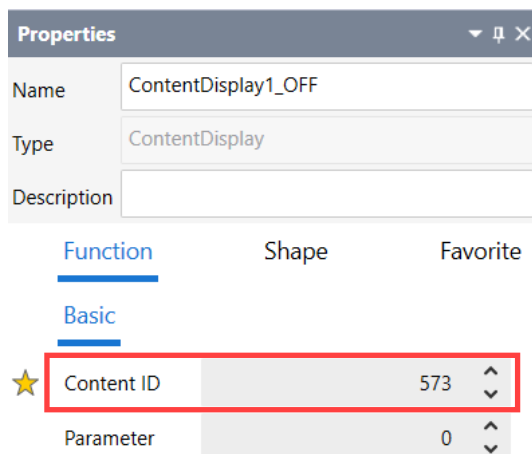 Properties
Name ContentDisplay1_OFF
Type ContentDisplay
Description
Function Shape Favorite
Basic
Content ID 573
Parameter 0